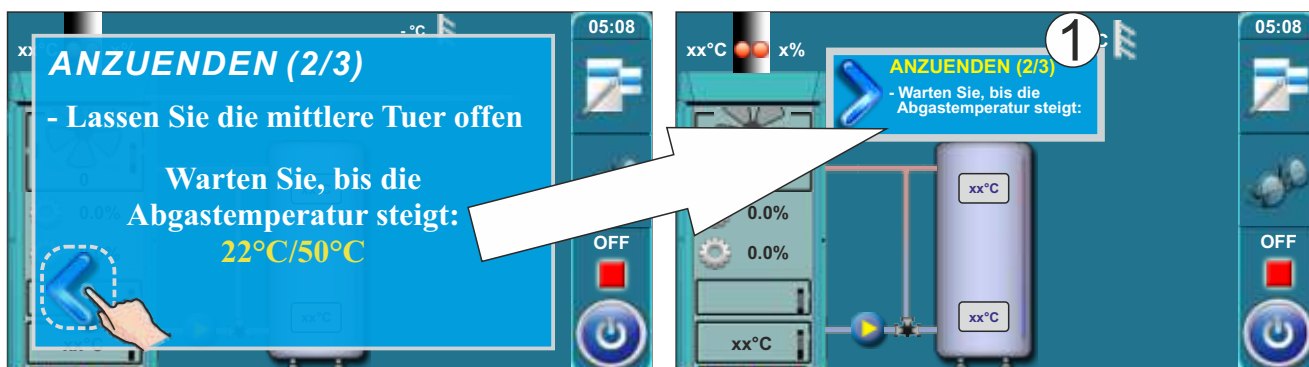 - °C
05:08
xx
ANZUENDEN (2/3)
- Lassen Sie die mittlere Tuer offen
0
Warten Sie, bis die
0.0%
Abgastemperatur steigt:
22°C/50°C
OFF
xx°C
xx°C
1
05:08
xx°C
x%
C
ANZUENDEN (2/3)
- Warten Sie, bis die
Abgastemperatur steigt:
xx°C
0.0%
0.0%
OFF
xx°C
xx°C